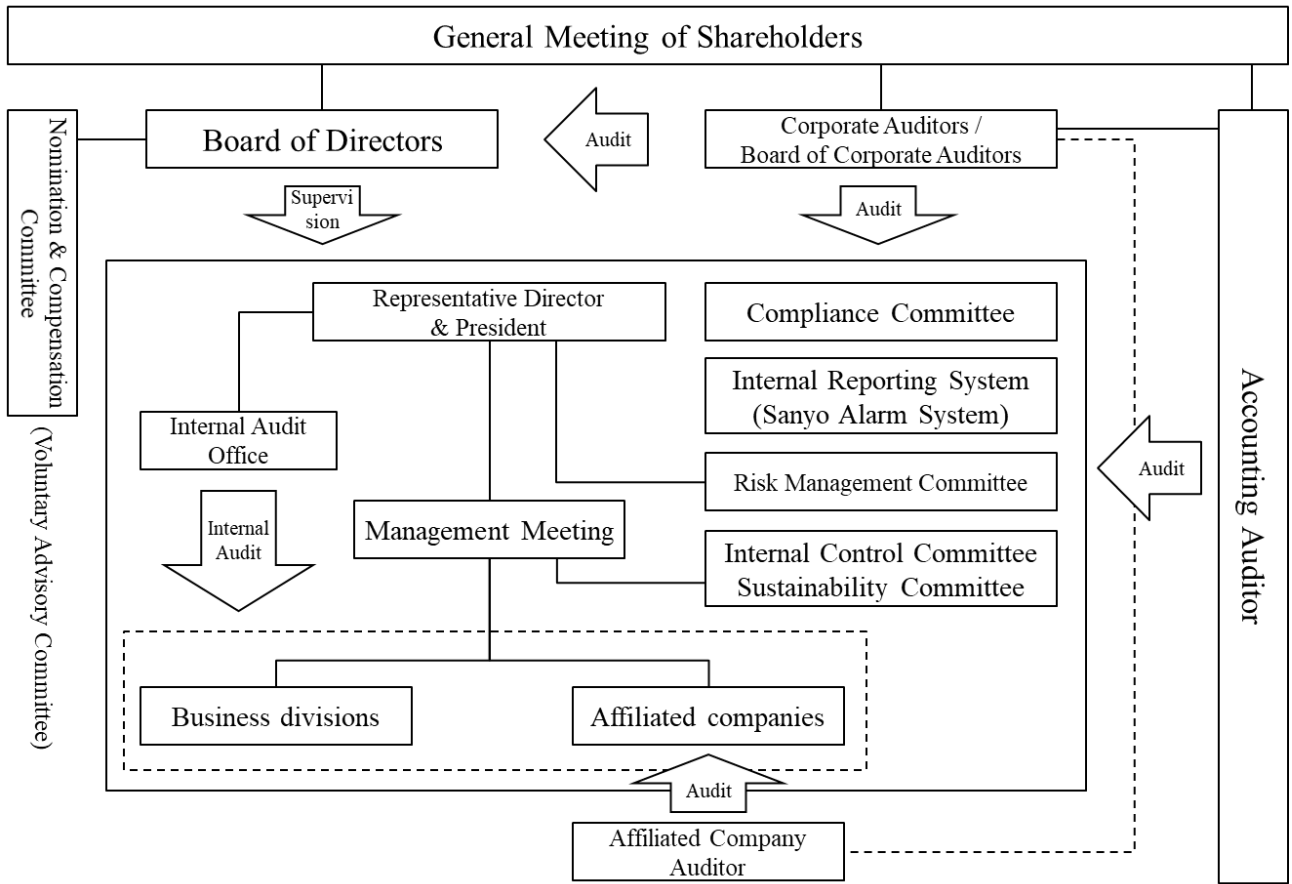 General Meeting of Shareholders
Nomination & Compensation
Committee
(Voluntary Advisory Committee)
Board of Directors
Audit
Corporate Auditors /
Board of Corporate Auditors
Supervi
sion
Audit
Representative Director
& President
Compliance Committee
Internal Reporting System
(Sanyo Alarm System)
Internal Audit
Office
Risk Management Committee
Audit
Accounting Auditor
Internal
Audit
Management Meeting
Internal Control Committee
Sustainability Committee
Business divisions
Affiliated companies
Audit
Affiliated Company
Auditor